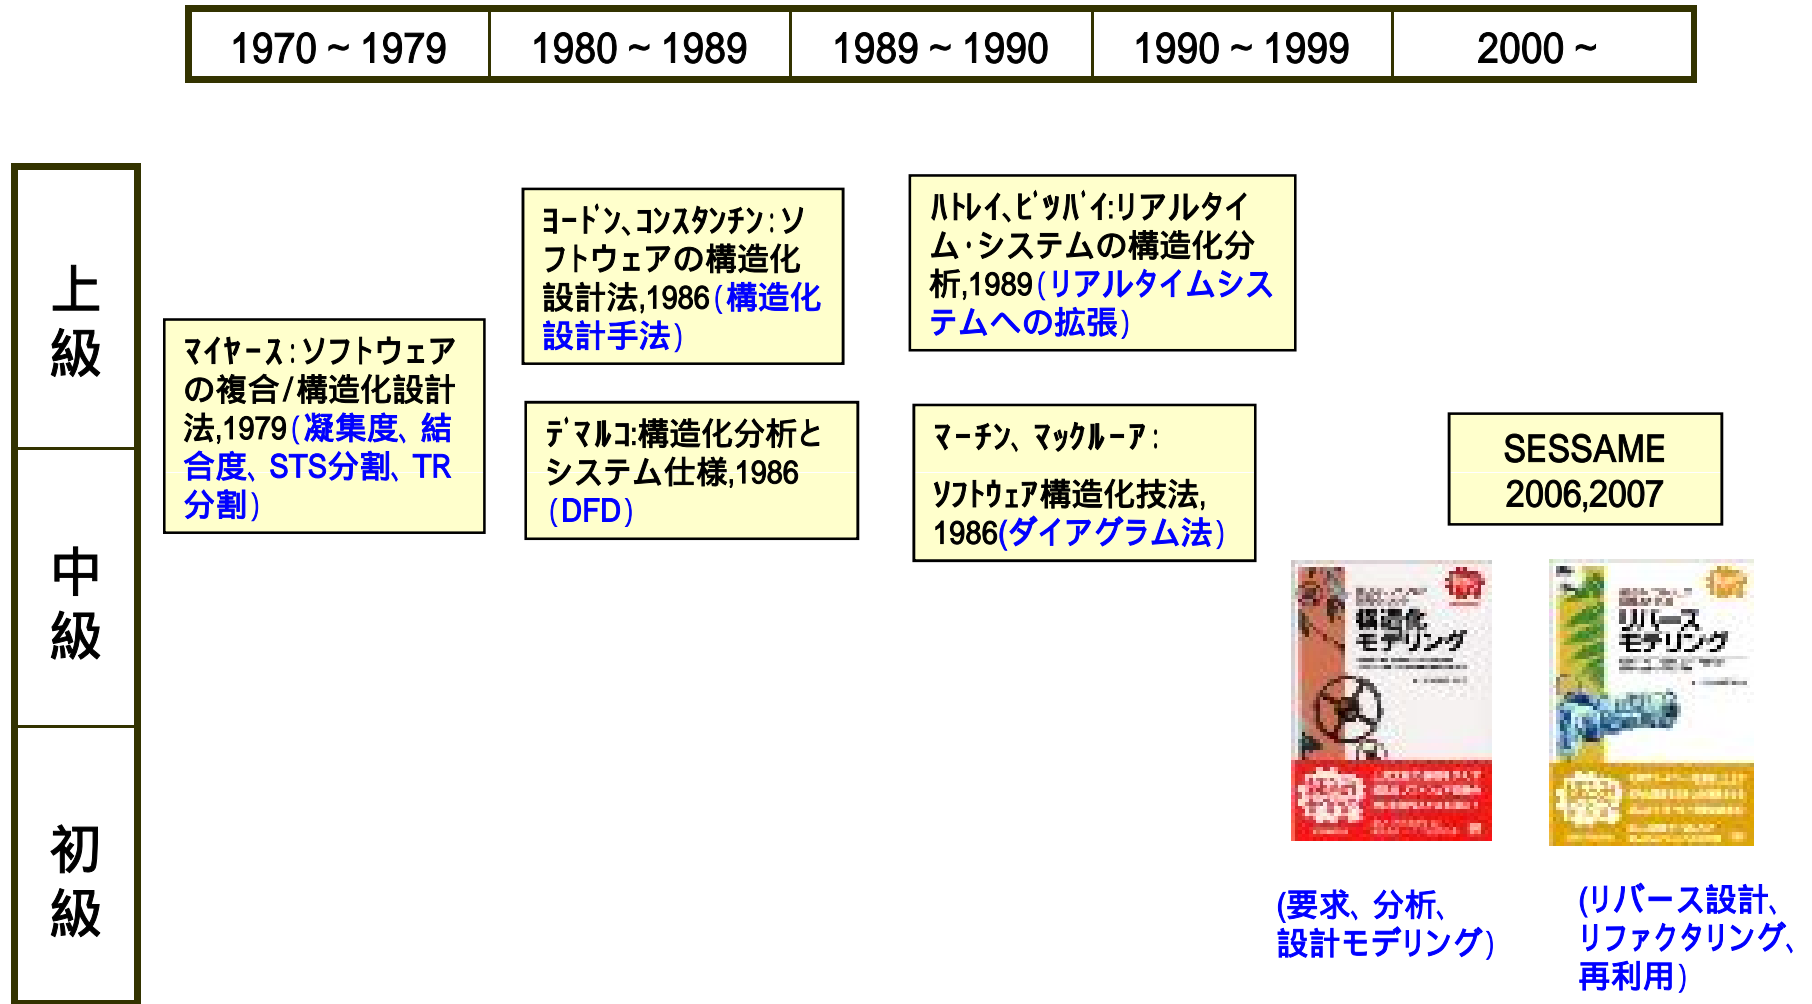 1970 ~ 1979
1980 ~ 1989
1989 ~ 1990
1990 ~ 1999
2000 ~
上級
中級
初級
ﾏｲﾔｰｽ：ソフトウェア
の複合/構造化設計
法,1979(凝集度、結
合度、STS分割、TR
分割)
ﾖｰﾄﾞﾝ、ｺﾝｽﾀﾝﾁﾝ：ソ
フトウェアの構造化
設計法,1986(構造化
設計手法)
ﾃﾞﾏﾙｺ:構造化分析と
システム仕様,1986
(DFD)
ﾊﾄﾚｲ､ﾋﾟﾂﾊﾞｲ:リアルタイ
ム・システムの構造化分
析,1989(リアルタイムシス
テムへの拡張)
ﾏｰﾁﾝ、ﾏｯｸﾙｰｱ：
ｿﾌﾄｳｪｱ構造化技法,
1986(ダイアグラム法)
SESSAME
2006,2007
構造化
モデリング
リバース
モデリング
(要求、分析、
設計モデリング)
(リバース設計、
リファクタリング、
再利用)